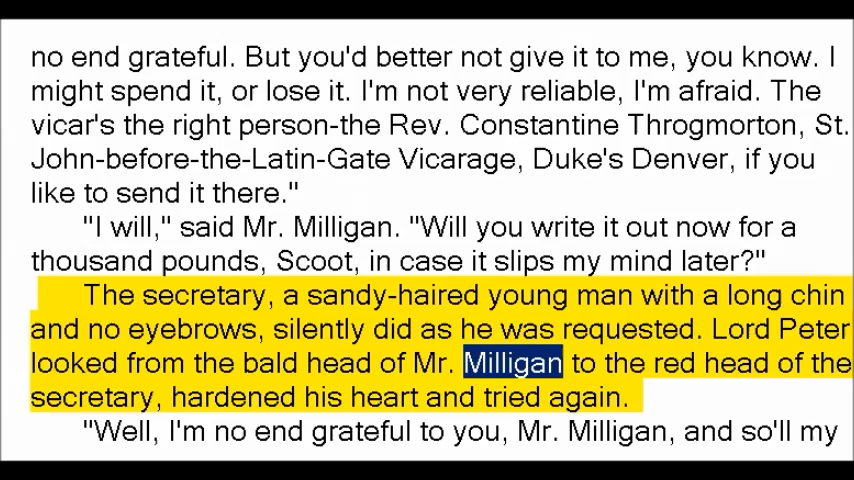 no end grateful. But you'd better not give it to me, you know. I
might spend it, or lose it. I'm not very reliable, I'm afraid. The
vicar's the right person-the Rev. Constantine Throgmorton, St.
John-before-the-Latin-Gate Vicarage, Duke's Denver, if you
like to send it there."
"I will," said Mr. Milligan. "Will you write it out now for a
thousand pounds, Scoot, in case it slips my mind later?"
The secretary, a sandy-haired young man with a long chin
and no eyebrows, silently did as he was requested. Lord Peter
looked from the bald head of Mr. Milligan to the red head of the
secretary, hardened his heart and tried again.
"Well, I'm no end grateful to you, Mr. Milligan, and so'll my